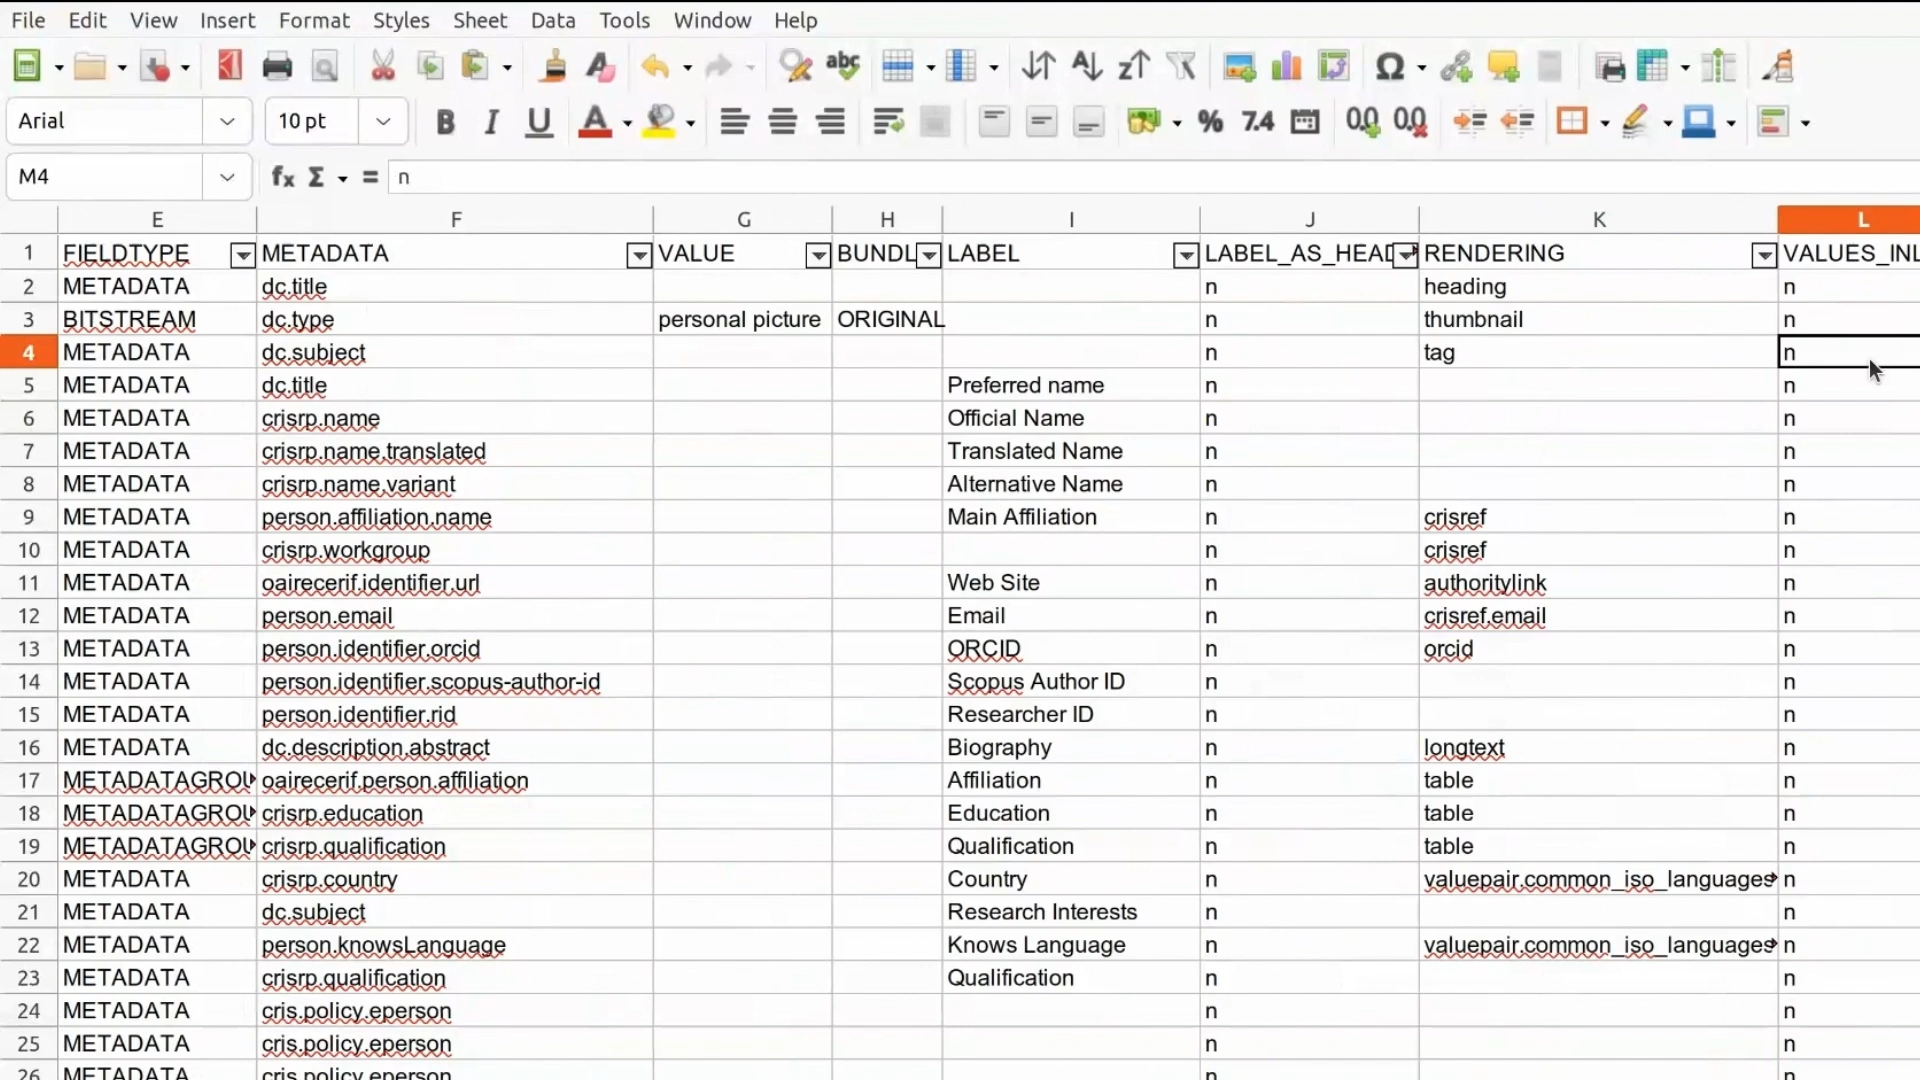 File Edit View Insert Format Styles Sheet Data Tools Window Help
Arial 10 pt B I U A % 7.4
M4 fx Σ = n
E F G H I J K L
1 FIELDTYPE METADATA VALUE BUNDL LABEL LABEL_AS_HEAD RENDERING VALUES_INL
2 METADATA dc.title n heading n
3 BITSTREAM dc.type personal picture ORIGINAL n thumbnail n
4 METADATA dc.subject n tag n
5 METADATA dc.title Preferred name n n
6 METADATA crisrp.name Official Name n n
7 METADATA crisrp.name.translated Translated Name n n
8 METADATA crisrp.name.variant Alternative Name n n
9 METADATA person.affiliation.name Main Affiliation n crisref n
10 METADATA crisrp.workgroup n crisref n
11 METADATA oairecerif.identifier.url Web Site n authoritylink n
12 METADATA person.email Email n crisref.email n
13 METADATA person.identifier.orcid ORCID n orcid n
14 METADATA person.identifier.scopus-author-id Scopus Author ID n n
15 METADATA person.identifier.rid Researcher ID n n
16 METADATA dc.description.abstract Biography n longtext n
17 METADATAGROU oairecerif.person.affiliation Affiliation n table n
18 METADATAGROU crisrp.education Education n table n
19 METADATAGROU crisrp.qualification Qualification n table n
20 METADATA crisrp.country Country n valuepair.common_iso_languages n
21 METADATA dc.subject Research Interests n n
22 METADATA person.knowsLanguage Knows Language n valuepair.common_iso_languages n
23 METADATA crisrp.qualification Qualification n n
24 METADATA cris.policy.eperson n n
25 METADATA cris.policy.eperson n n
26 METADATA cris.policy.eperson n n